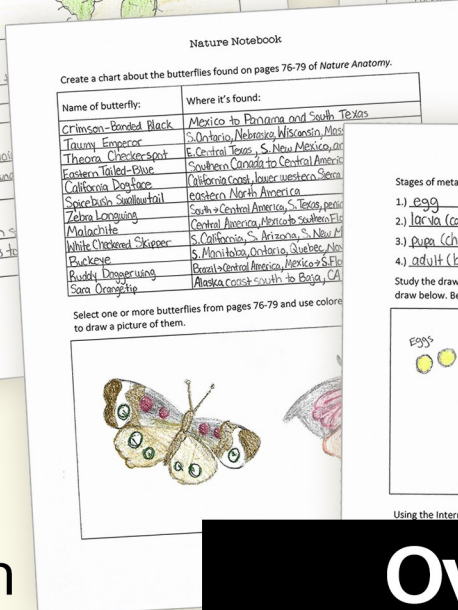 Nature Notebook
Create a chart about the butterflies found on pages 76-79 of Nature Anatomy.
Name of butterfly: Where it's found:
Crimson-Banded Black Mexico to Panama and South Texas
Tawny Emperor S.Ontario, Nebraska, Wisconsin, Mas
Theona Checkerspot E.Central Texas, S. New Mexico, an
Eastern Tailed-Blue Southern Canada to Central Americ
California Dogface California Coast, lower western Sierra
Spicebush Swallowtail eastern North America
Zebra Longwing South → Central America, S. Texas, penin
Malachite Central America, Mexico to Southern Flo
White Checkered Skipper S. California, S. Arizona, S. New M
Buckeye S. Manitoba, Ontario, Quebec, Nov
Ruddy Daggerwing Brazil → Central America, Mexico → S. Flo
Sara Orangetip Alaska coast south to Baja, CA
Select one or more butterflies from pages 76-79 and use colore
to draw a picture of them.
Stages of meta
1.) egg
2.) larva (ca
3.) pupa (ch
4.) adult (b
Study the draw
draw below. Be
Eggs
Using the Intern
n
Ov